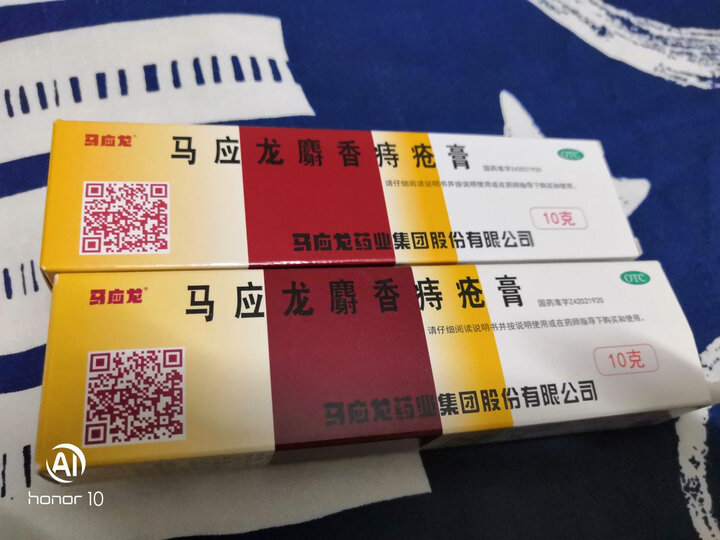 马应龙
马应龙麝香痔疮膏
OTC
国药准字Z42021920
请仔细阅读说明书并按说明使用或在药师指导下购买和使用。
10克
马应龙药业集团股份有限公司
马应龙
马应龙麝香痔疮膏
OTC
国药准字Z42021920
请仔细阅读说明书并按说明使用或在药师指导下购买和使用。
10克
马应龙药业集团股份有限公司
AI
honor 10